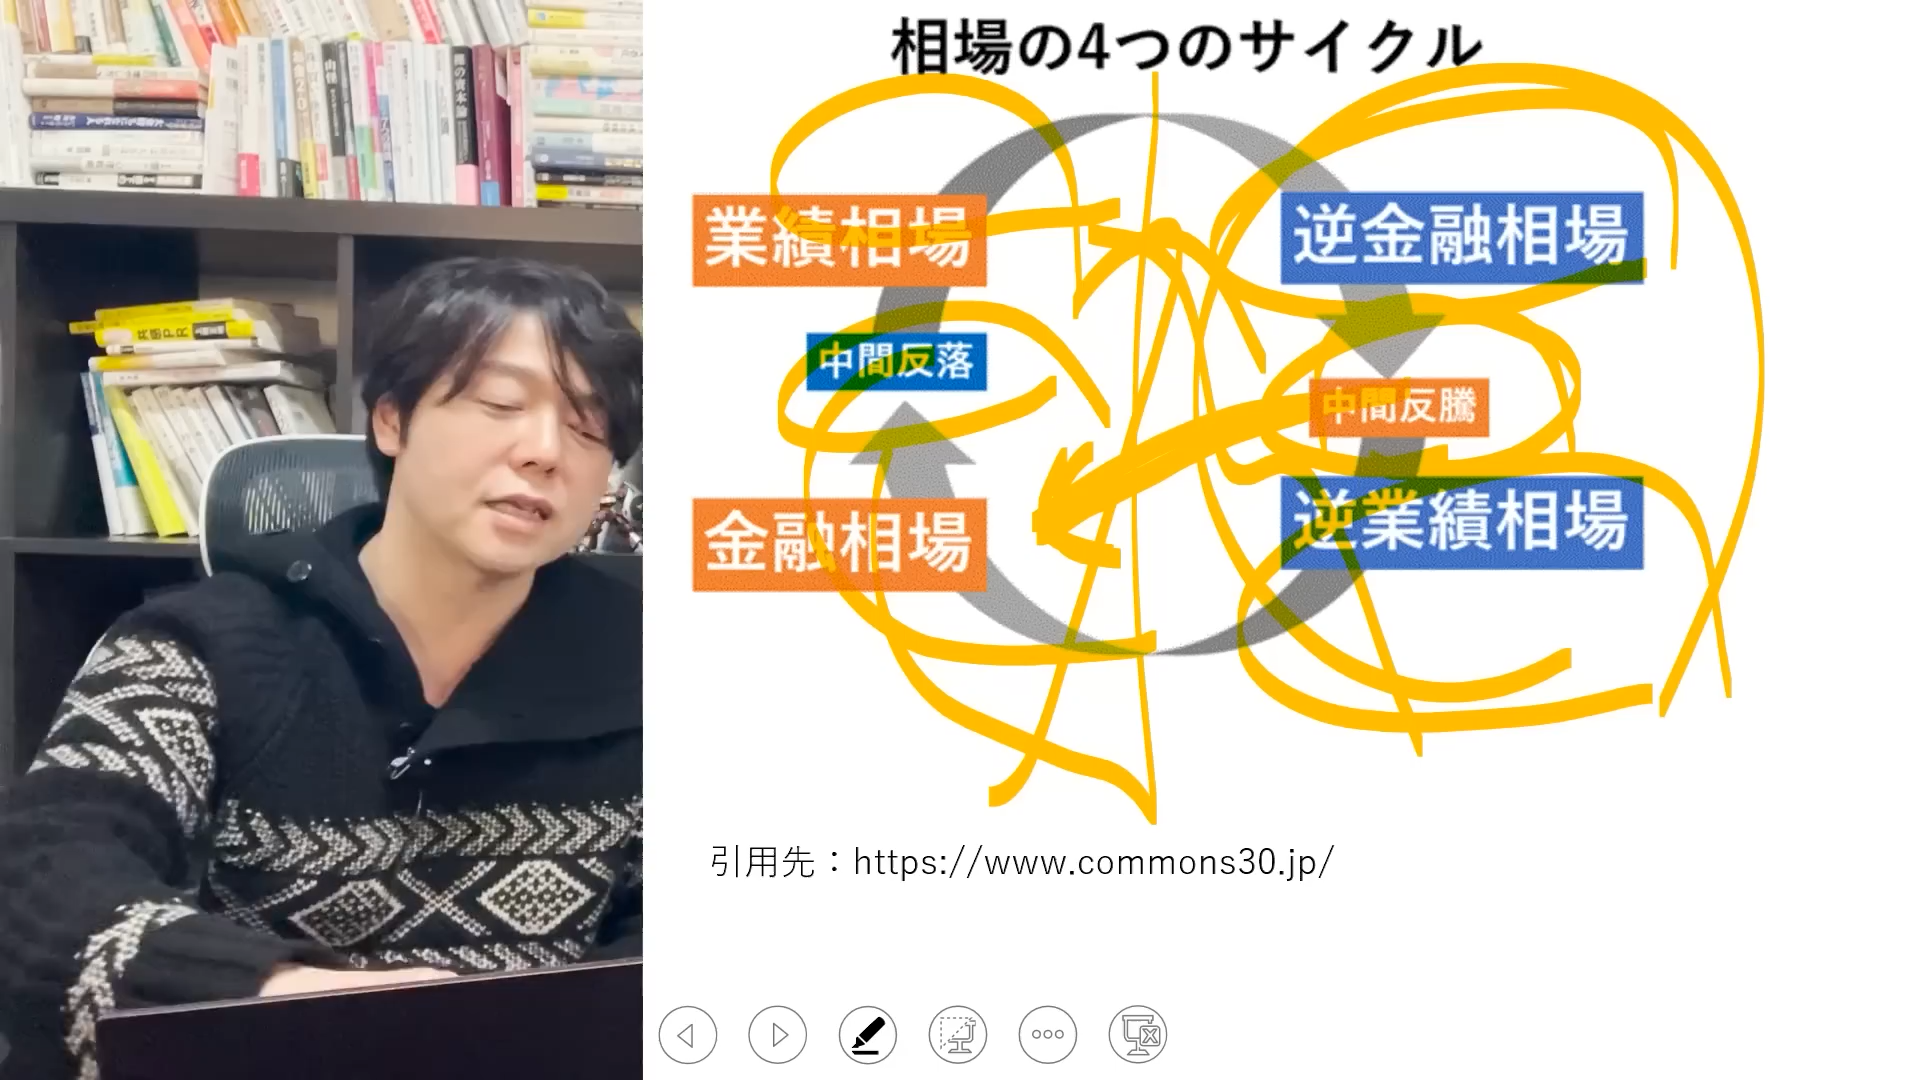 相場の4つのサイクル
業績相場
逆金融相場
中間反落
中間反騰
金融相場
逆業績相場
引用先：https://www.commons30.jp/